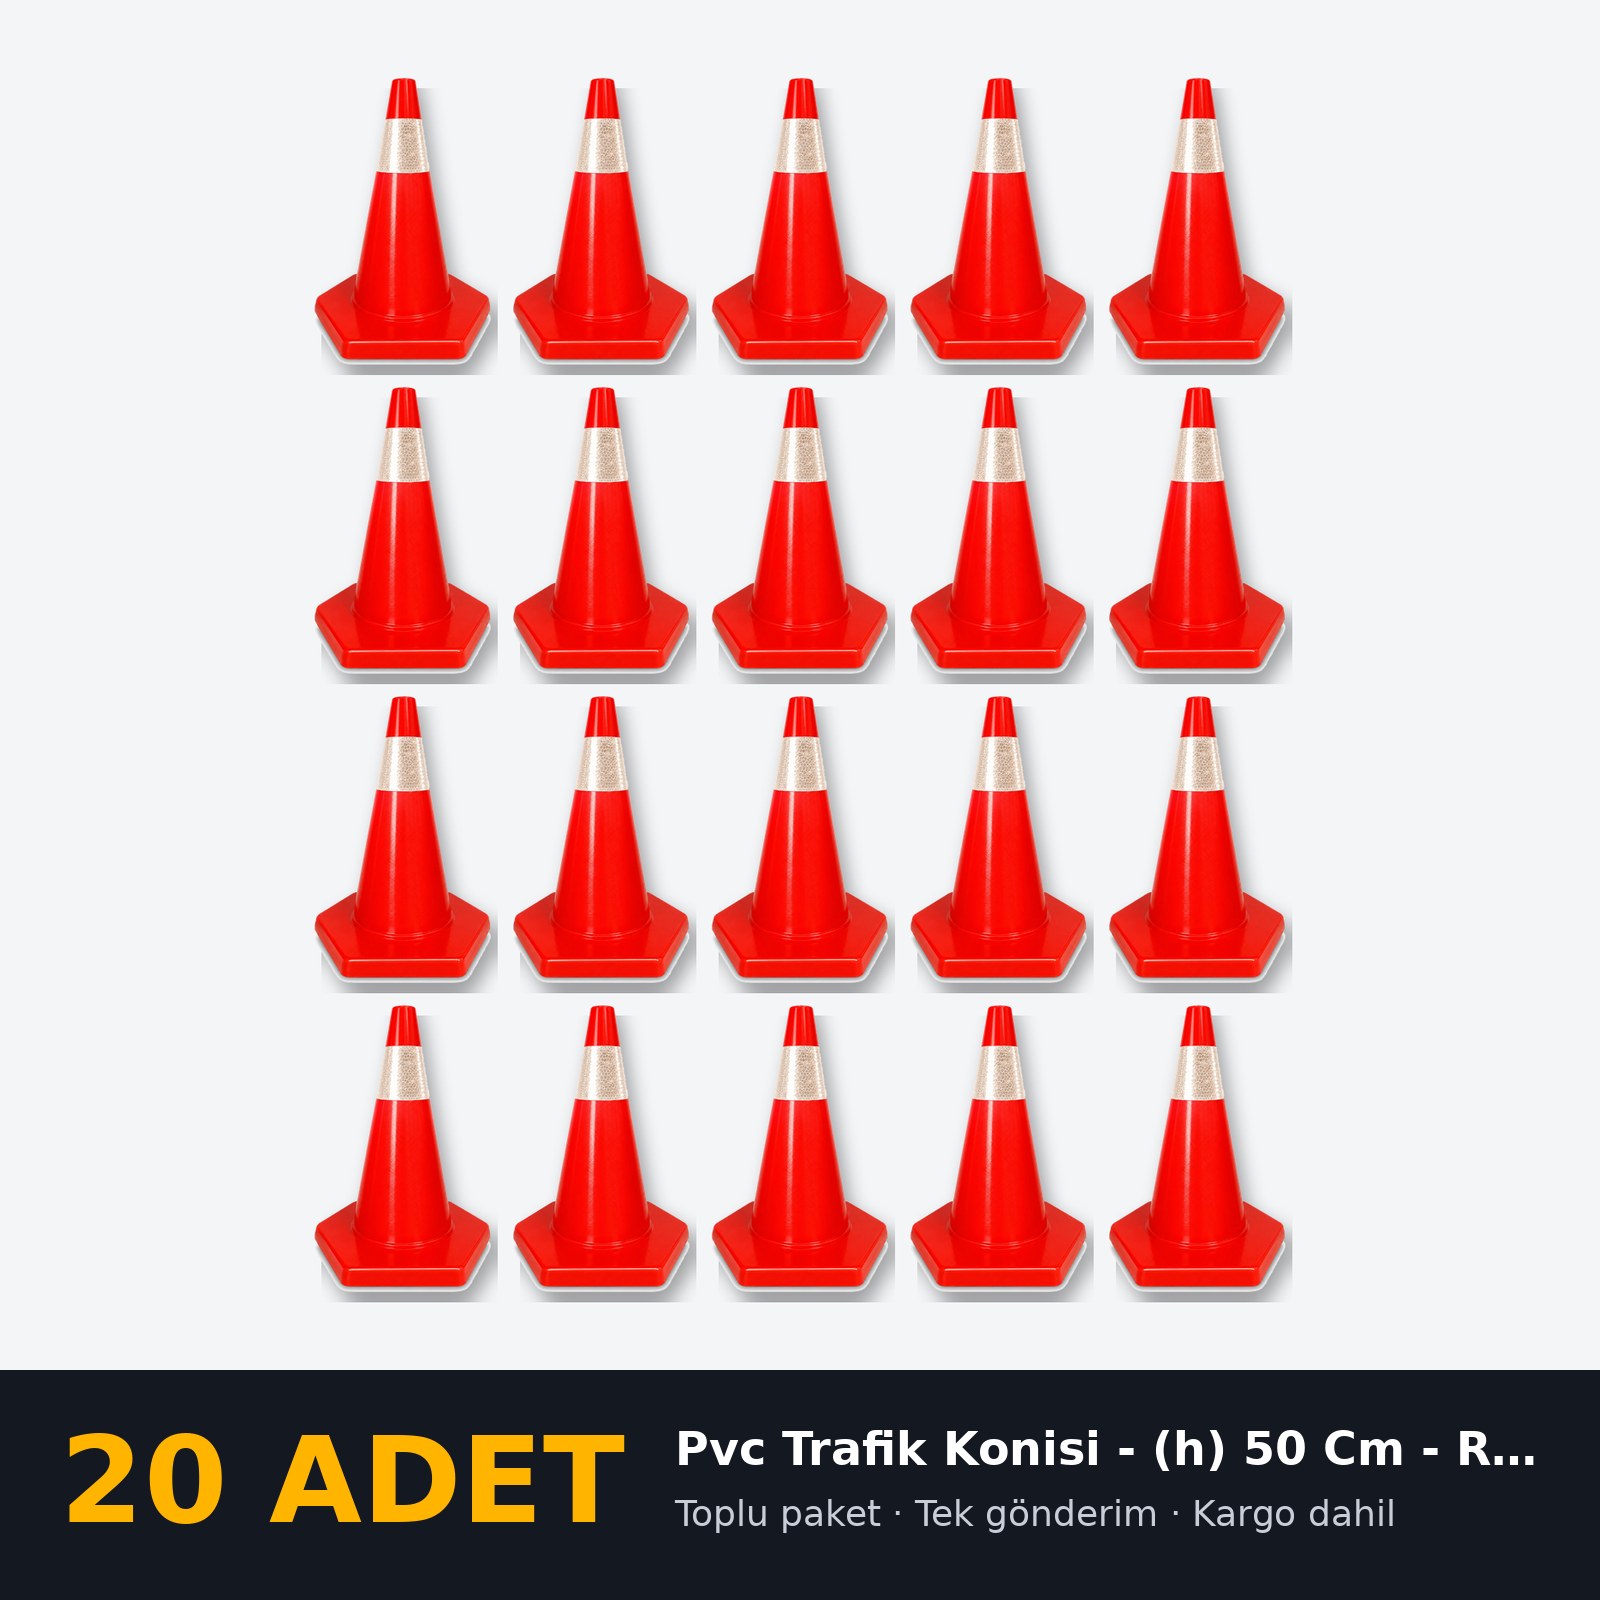 20 ADET
Pvc Trafik Konisi - (h) 50 Cm - R...
Toplu paket · Tek gönderim · Kargo dahil